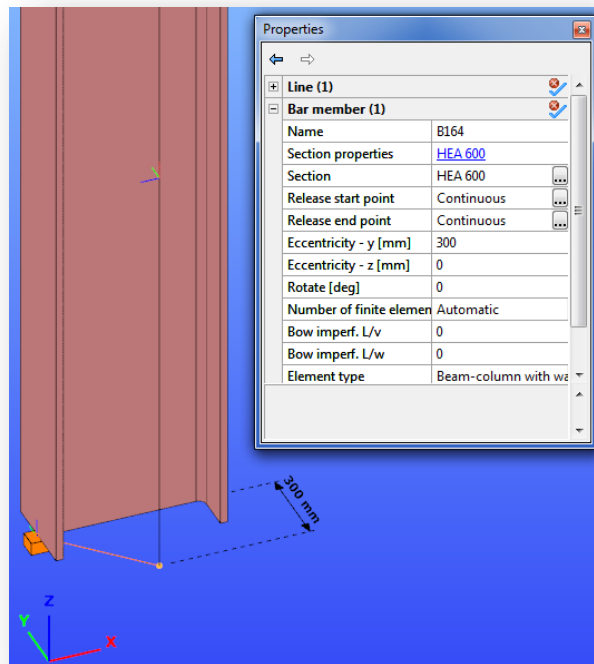 Properties
Line (1)
Bar member (1)
Name B164
Section properties HEA 600
Section HEA 600 ...
Release start point Continuous ...
Release end point Continuous ...
Eccentricity - y [mm] 300
Eccentricity - z [mm] 0
Rotate [deg] 0
Number of finite elemen Automatic
Bow imperf. L/v 0
Bow imperf. L/w 0
Element type Beam-column with wa
300 mm
Z
Y
X